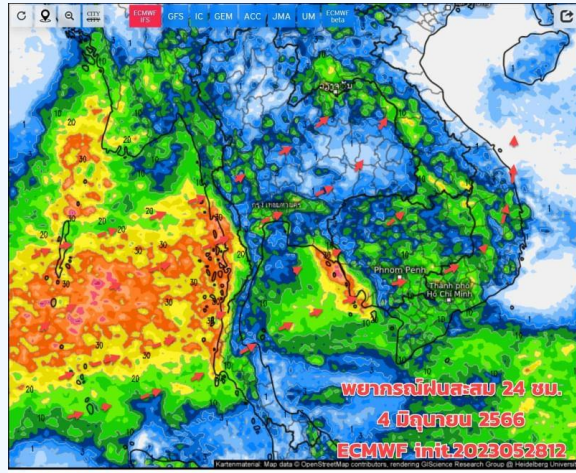 CITY
CITY
ECMWF
IFS
GFS
IC
GEM
ACC
JMA
UM
ECMWF
beta
Phnom Penh
Thành phố
Hồ Chí Minh
พยากรณ์ฝนสะสม 24 ชม.
4 มิถุนายน 2566
ECMWF init.2023052812
Kartenmaterial: Map data © OpenStreetMap contributors, rendering GIScience Research Group @ Heidelberg Univer